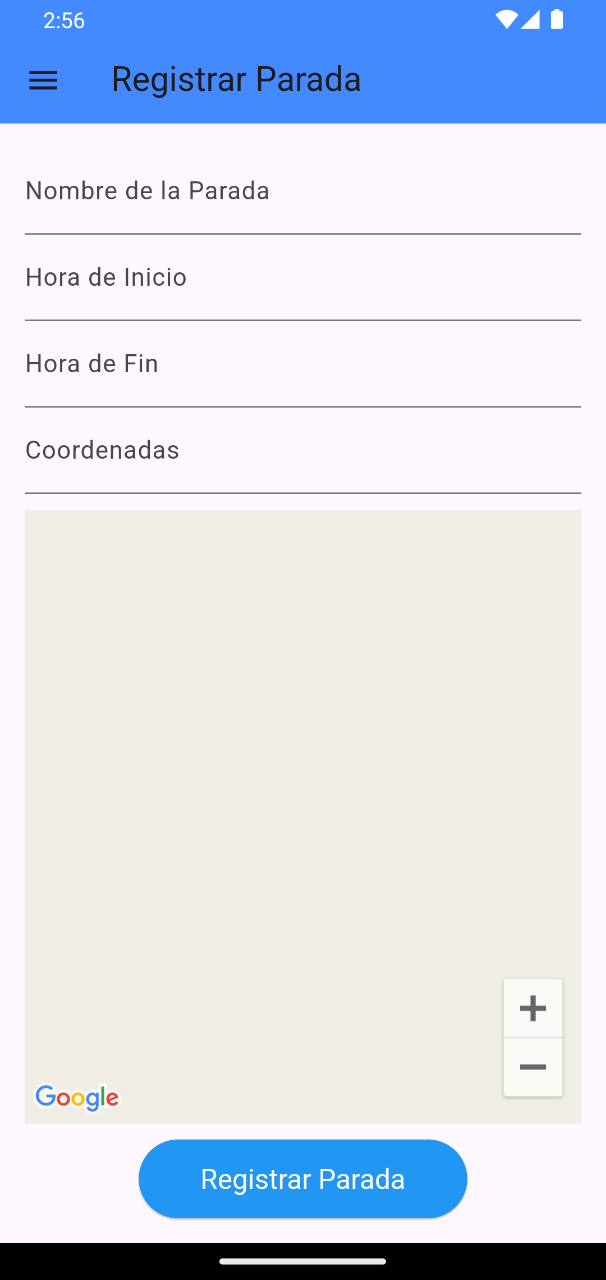 2:56
Registrar Parada
Nombre de la Parada
Hora de Inicio
Hora de Fin
Coordenadas
Google
Registrar Parada